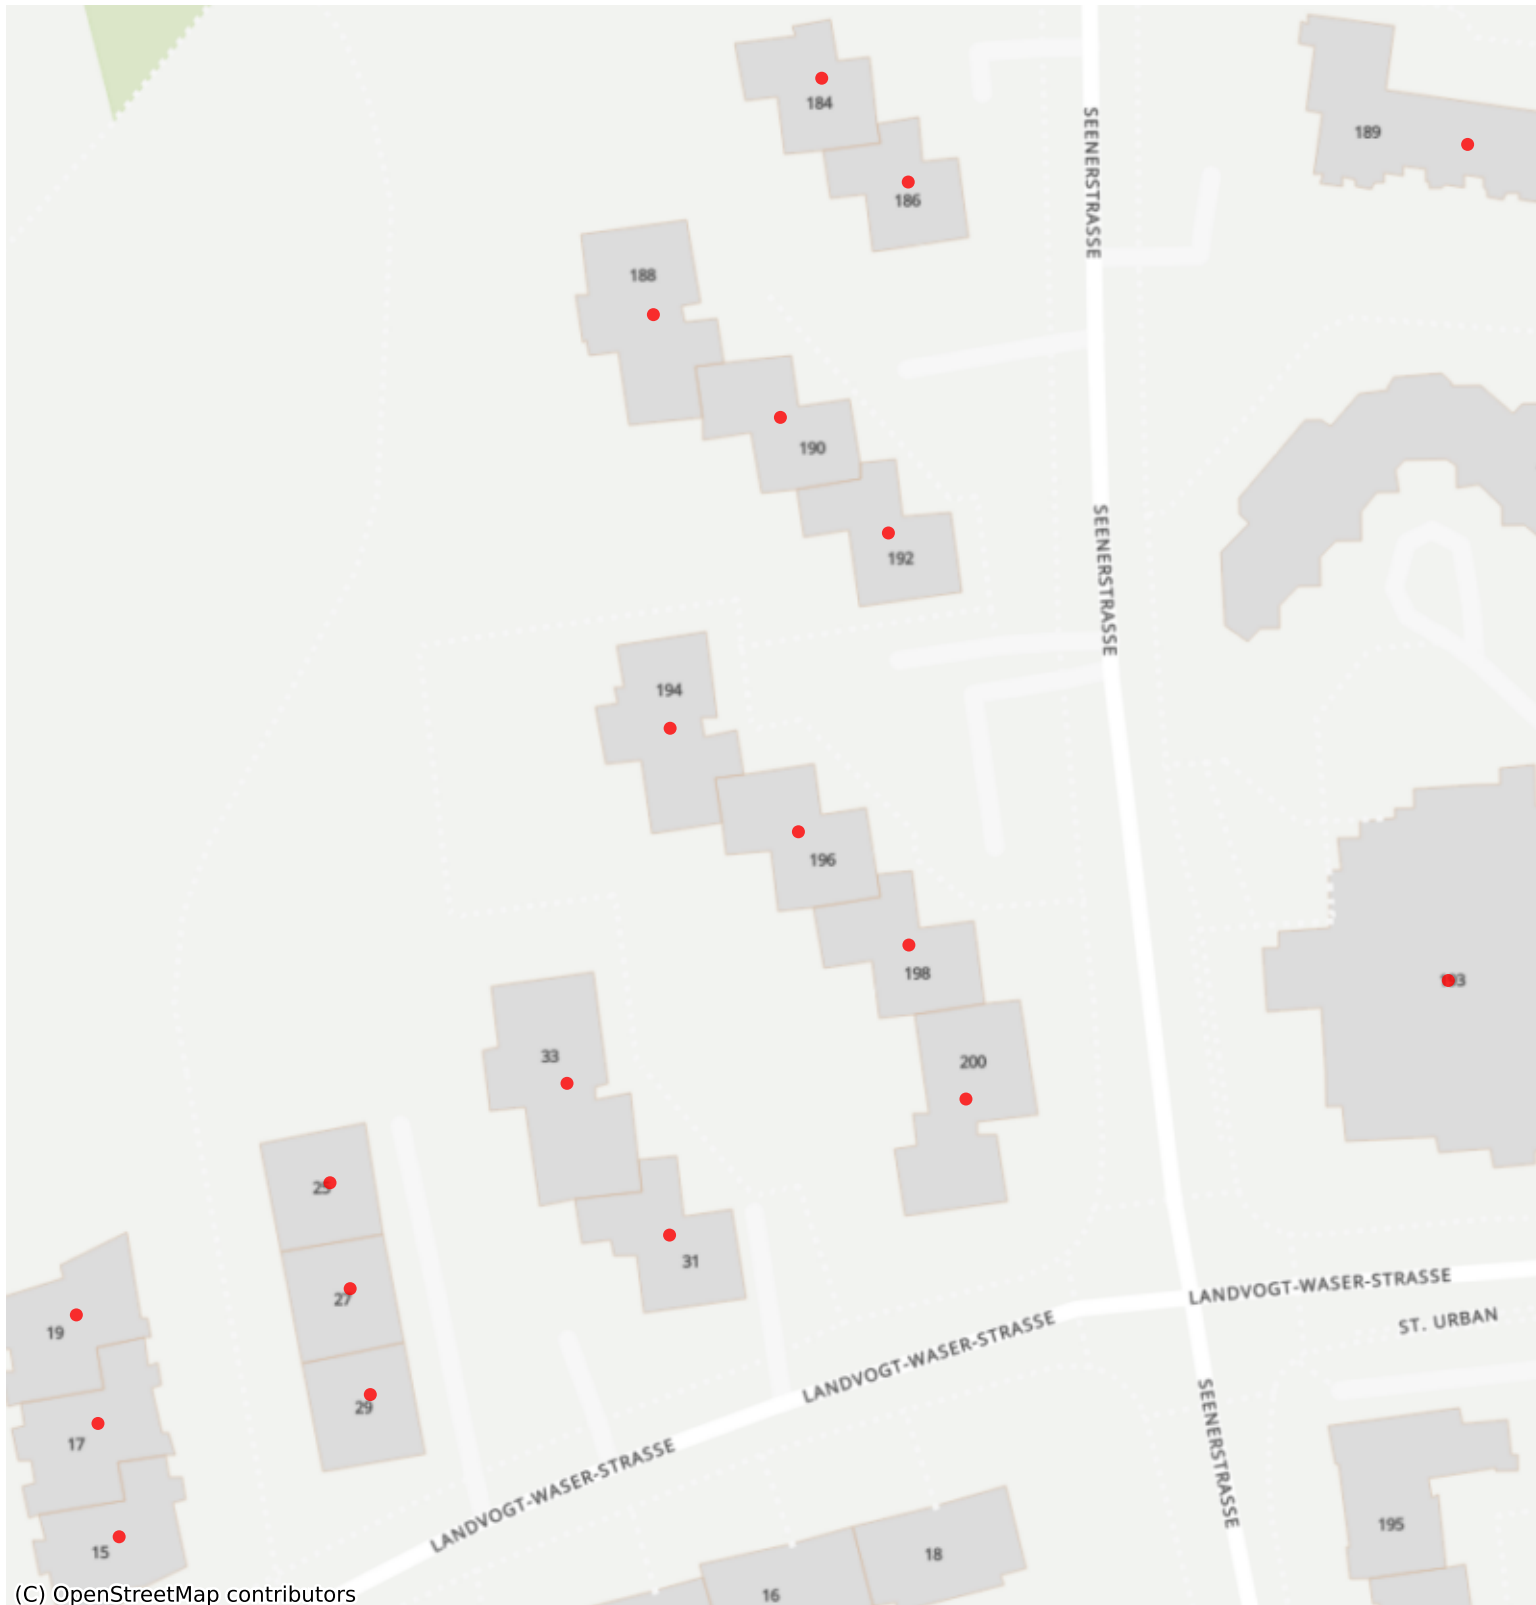 184
SEENERSTRASSE
189
186
188
190
SEENERSTRASSE
192
194
196
198
33
200
25
31
LANDVOGT-WASER-STRASSE
27
ST. URBAN
19
LANDVOGT-WASER-STRASSE
29
17
LANDVOGT-WASER-STRASSE
SEENERSTRASSE
195
15
18
16
(C) OpenStreetMap contributors